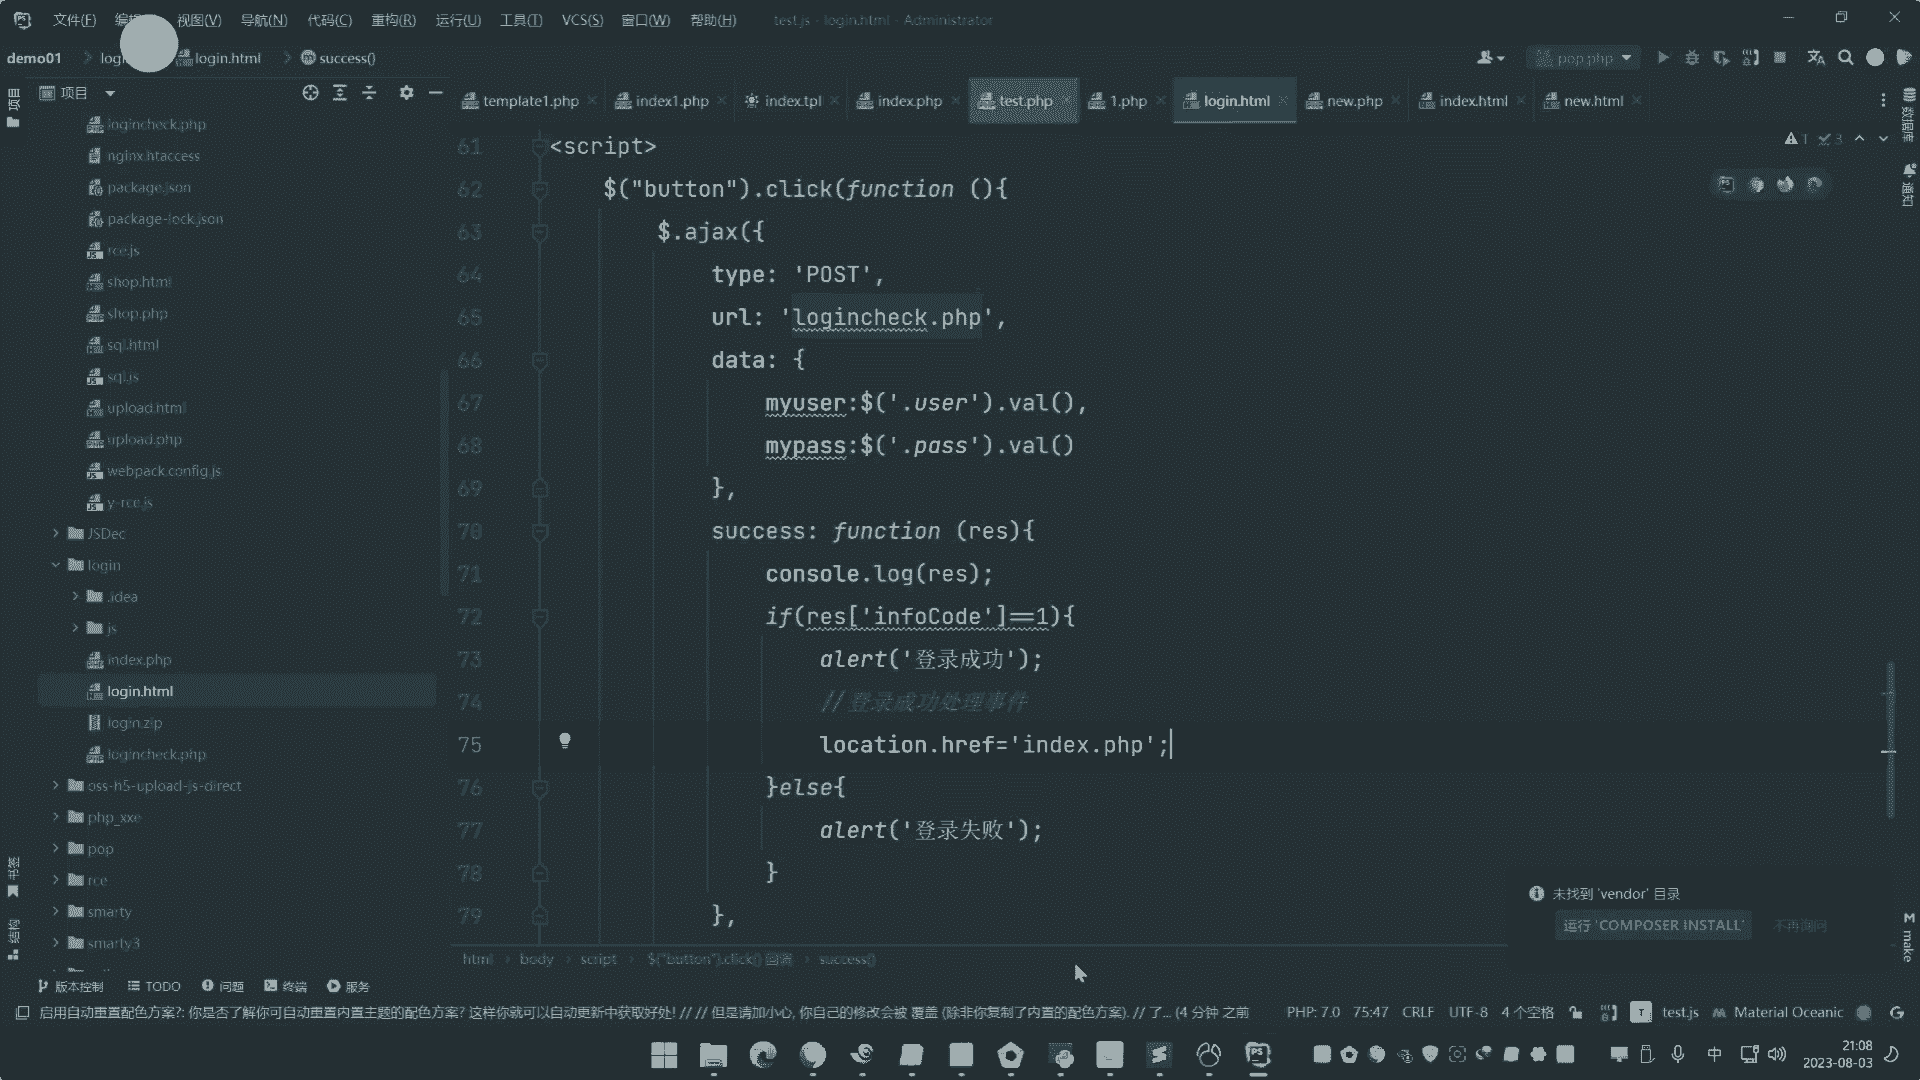 文件(F) 视图(V) 导航(N) 代码(C) 重构(R) 运行(U) 工具(T) VCS(S) 窗口(W) 帮助(H) test.js - login.html - Administrator
demo01 login.html success() pop.php
项目 项目 template1.php index1.php index.tpl index.php test.php 1.php login.html new.php index.html new.html 数据库
logincheck.php
nginx.htaccess
package.json
package-lock.json
rce.js
shop.html
shop.php
sql.html
sql.js
upload.html
upload.php
webpack.config.js
y-rce.js
JSDec
login
.idea
js
index.php
login.html
login.zip
logincheck.php
oss-h5-upload-js-direct
php_xxe
pop
rce
smarty
smarty3
1 3
通知
61 <script>
62 $("button").click(function (){
63 $.ajax({
64 type: 'POST',
65 url: 'logincheck.php',
66 data: {
67 myuser:$('.user').val(),
68 mypass:$('.pass').val()
69 },
70 success: function (res){
71 console.log(res);
72 if(res['infoCode']==1){
73 alert('登录成功');
74 //登录成功处理事件
75 location.href='index.php';
76 }else{
77 alert('登录失败');
78 }
79 },
未找到 'vendor' 目录
运行 'COMPOSER INSTALL' 不再询问
书签
结构
make
html body script $("button").click() 回调 success()
版本控制 TODO 问题 终端 服务
启用自动重置配色方案?: 你是否了解你可自动重置内置主题的配色方案? 这样你就可以自动更新中获取好处! // // 但是请加小心, 你自己的修改会被 覆盖 (除非你复制了内置的配色方案). // 了... (4 分钟 之前 PHP: 7.0 75:47 CRLF UTF-8 4 个空格 T test.js Material Oceanic
中 21:08
2023-08-03